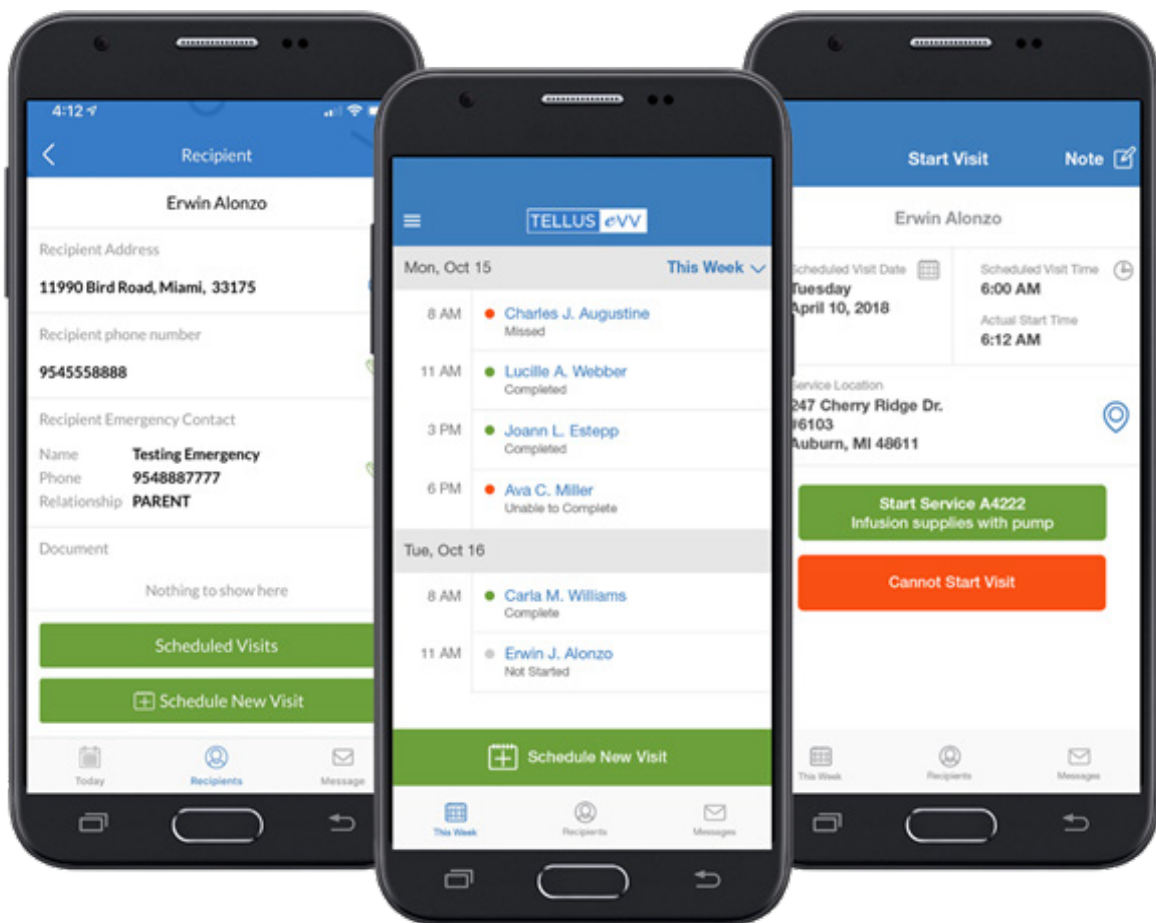 4:12
Recipient
Erwin Alonzo
Recipient Address
11990 Bird Road, Miami, 33175
Recipient phone number
9545558888
Recipient Emergency Contact
Name Testing Emergency
Phone 9548887777
Relationship PARENT
Document
Nothing to show here
Scheduled Visits
Schedule New Visit
Today Recipients Message
TELLUS eVV
Mon, Oct 15 This Week
8 AM Charles J. Augustine
Missed
11 AM Lucille A. Webber
Completed
3 PM Joann L. Estepp
Completed
6 PM Ava C. Miller
Unable to Complete
Tue, Oct 16
8 AM Carla M. Williams
Complete
11 AM Erwin J. Alonzo
Not Started
Schedule New Visit
This Week Recipients Messages
Start Visit Note
Erwin Alonzo
Scheduled Visit Date
Tuesday
April 10, 2018
Scheduled Visit Time
6:00 AM
Actual Start Time
6:12 AM
Service Location
247 Cherry Ridge Dr.
#6103
Auburn, MI 48611
Start Service A4222
Infusion supplies with pump
Cannot Start Visit
This Week Recipients Messages